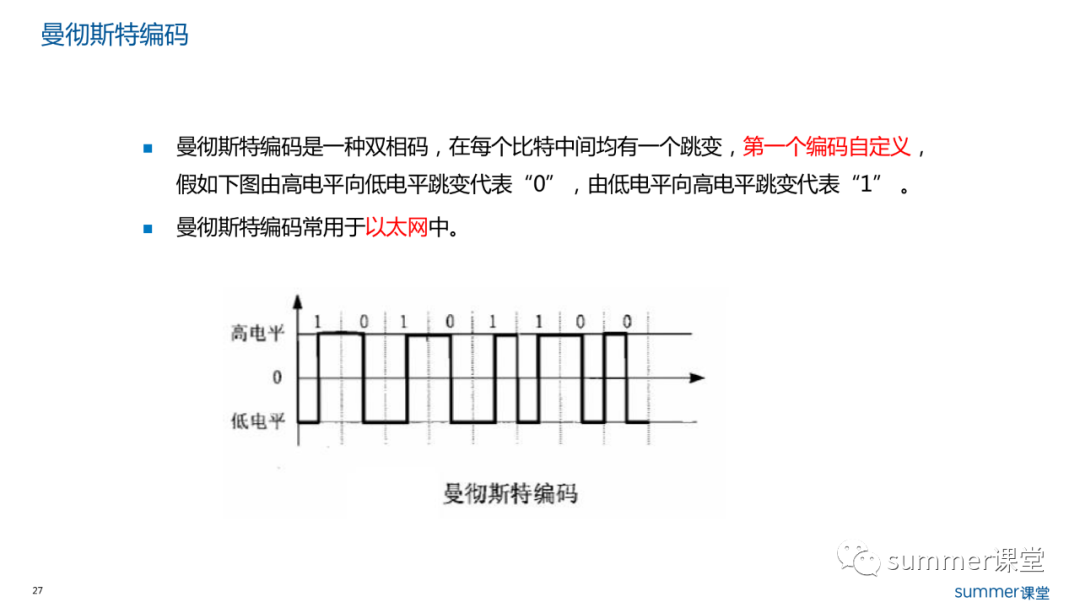 曼彻斯特编码
■ 曼彻斯特编码是一种双相码，在每个比特中间均有一个跳变，第一个编码自定义，
假如下图由高电平向低电平跳变代表“0”，由低电平向高电平跳变代表“1” 。
■ 曼彻斯特编码常用于以太网中。
1 0 1 0 1 1 0 0
高电平
0
低电平
曼彻斯特编码
summer课堂
27
summer课堂